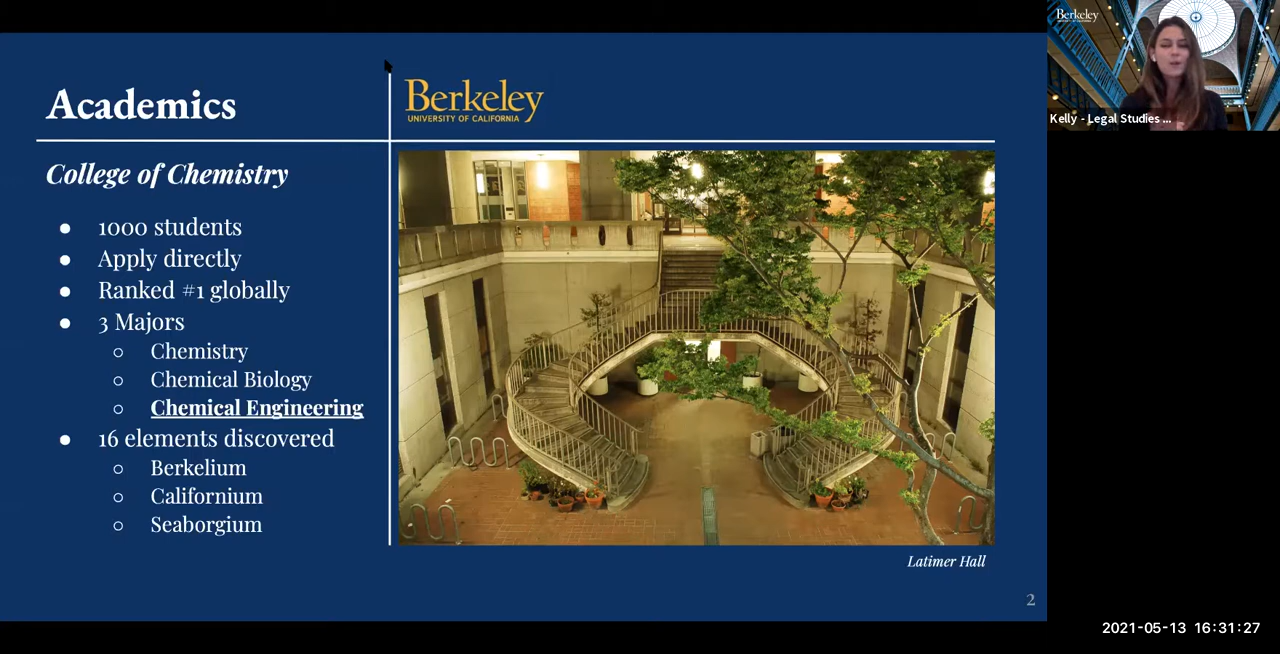 Academics
Berkeley
UNIVERSITY OF CALIFORNIA
College of Chemistry
● 1000 students
● Apply directly
● Ranked #1 globally
● 3 Majors
○ Chemistry
○ Chemical Biology
○ Chemical Engineering
● 16 elements discovered
○ Berkelium
○ Californium
○ Seaborgium
Latimer Hall
2
Berkeley
Kelly - Legal Studies ...
2021-05-13 16:31:27